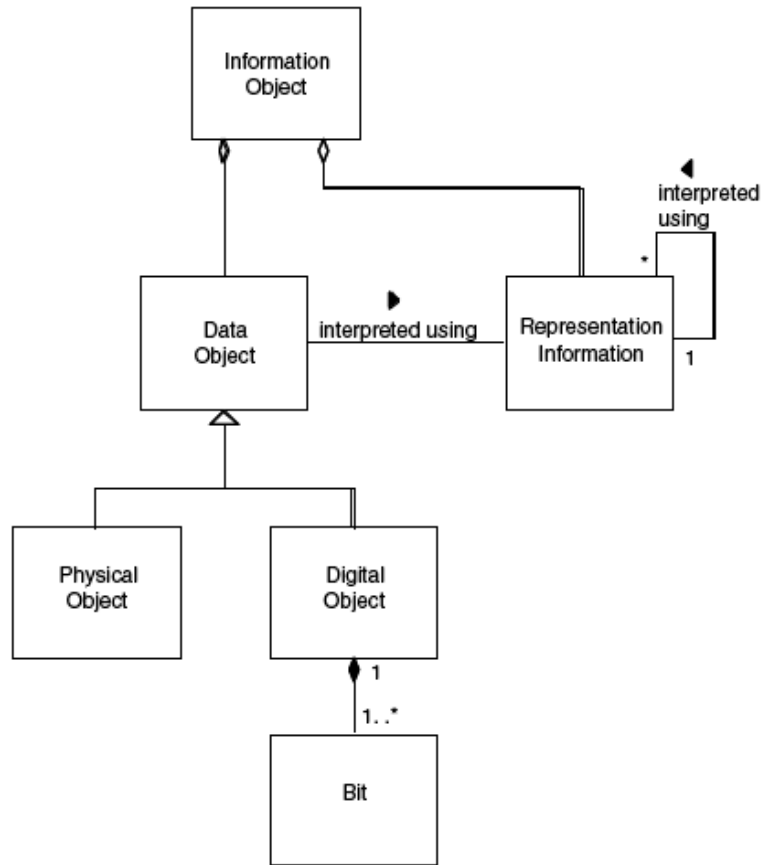 Information
Object
interpreted
using
*
Data
Object
interpreted using
Representation
Information
1
Physical
Object
Digital
Object
1
1..*
Bit